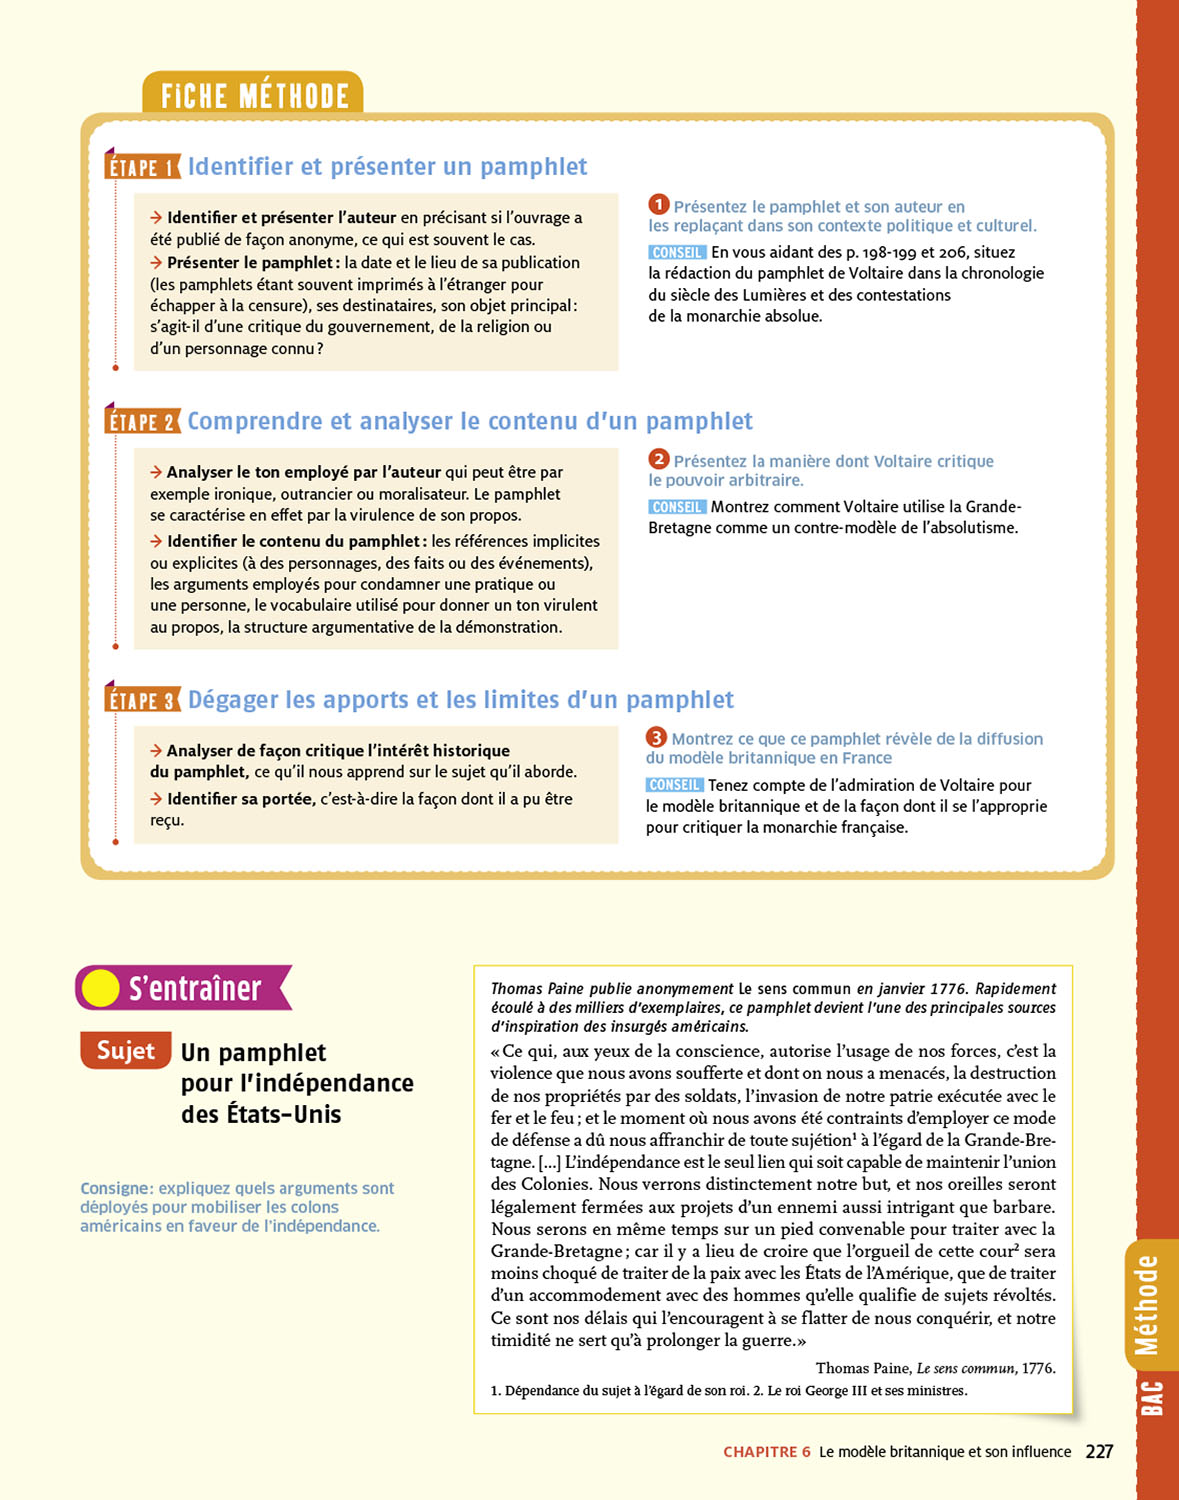 FICHE MÉTHODE
ÉTAPE 1 Identifier et présenter un pamphlet
→ Identifier et présenter l'auteur en précisant si l'ouvrage a
été publié de façon anonyme, ce qui est souvent le cas.
→ Présenter le pamphlet : la date et le lieu de sa publication
(les pamphlets étant souvent imprimés à l'étranger pour
échapper à la censure), ses destinataires, son objet principal :
s'agit-il d'une critique du gouvernement, de la religion ou
d'un personnage connu ?
1 Présentez le pamphlet et son auteur en
les replaçant dans son contexte politique et culturel.
CONSEIL En vous aidant des p. 198-199 et 206, situez
la rédaction du pamphlet de Voltaire dans la chronologie
du siècle des Lumières et des contestations
de la monarchie absolue.
ÉTAPE 2 Comprendre et analyser le contenu d'un pamphlet
→ Analyser le ton employé par l'auteur qui peut être par
exemple ironique, outrancier ou moralisateur. Le pamphlet
se caractérise en effet par la virulence de son propos.
→ Identifier le contenu du pamphlet : les références implicites
ou explicites (à des personnages, des faits ou des événements),
les arguments employés pour condamner une pratique ou
une personne, le vocabulaire utilisé pour donner un ton virulent
au propos, la structure argumentative de la démonstration.
2 Présentez la manière dont Voltaire critique
le pouvoir arbitraire.
CONSEIL Montrez comment Voltaire utilise la Grande-
Bretagne comme un contre-modèle de l'absolutisme.
ÉTAPE 3 Dégager les apports et les limites d'un pamphlet
→ Analyser de façon critique l'intérêt historique
du pamphlet, ce qu'il nous apprend sur le sujet qu'il aborde.
→ Identifier sa portée, c'est-à-dire la façon dont il a pu être
reçu.
3 Montrez ce que ce pamphlet révèle de la diffusion
du modèle britannique en France
CONSEIL Tenez compte de l'admiration de Voltaire pour
le modèle britannique et de la façon dont il se l'approprie
pour critiquer la monarchie française.
S'entraîner
Sujet Un pamphlet
pour l'indépendance
des États-Unis
Consigne : expliquez quels arguments sont
déployés pour mobiliser les colons
américains en faveur de l'indépendance.
Thomas Paine publie anonymement Le sens commun en janvier 1776. Rapidement
écoulé à des milliers d'exemplaires, ce pamphlet devient l'une des principales sources
d'inspiration des insurgés américains.
« Ce qui, aux yeux de la conscience, autorise l'usage de nos forces, c'est la
violence que nous avons soufferte et dont on nous a menacés, la destruction
de nos propriétés par des soldats, l'invasion de notre patrie exécutée avec le
fer et le feu ; et le moment où nous avons été contraints d'employer ce mode
de défense a dû nous affranchir de toute sujétion¹ à l'égard de la Grande-Bre-
tagne. [...] L'indépendance est le seul lien qui soit capable de maintenir l'union
des Colonies. Nous verrons distinctement notre but, et nos oreilles seront
légalement fermées aux projets d'un ennemi aussi intrigant que barbare.
Nous serons en même temps sur un pied convenable pour traiter avec la
Grande-Bretagne ; car il y a lieu de croire que l'orgueil de cette cour² sera
moins choqué de traiter de la paix avec les États de l'Amérique, que de traiter
d'un accommodement avec des hommes qu'elle qualifie de sujets révoltés.
Ce sont nos délais qui l'encouragent à se flatter de nous conquérir, et notre
timidité ne sert qu'à prolonger la guerre. »
Thomas Paine, Le sens commun, 1776.
1. Dépendance du sujet à l'égard de son roi. 2. Le roi George III et ses ministres.
Méthode
BAC
CHAPITRE 6 Le modèle britannique et son influence 227